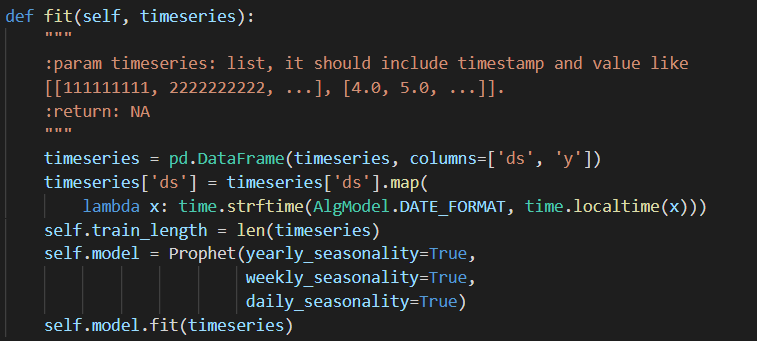 def fit(self, timeseries):
"""
:param timeseries: list, it should include timestamp and value like
[[111111111, 2222222222, ...], [4.0, 5.0, ...]].
:return: NA
"""
timeseries = pd.DataFrame(timeseries, columns=['ds', 'y'])
timeseries['ds'] = timeseries['ds'].map(
lambda x: time.strftime(AlgModel.DATE_FORMAT, time.localtime(x)))
self.train_length = len(timeseries)
self.model = Prophet(yearly_seasonality=True,
weekly_seasonality=True,
daily_seasonality=True)
self.model.fit(timeseries)